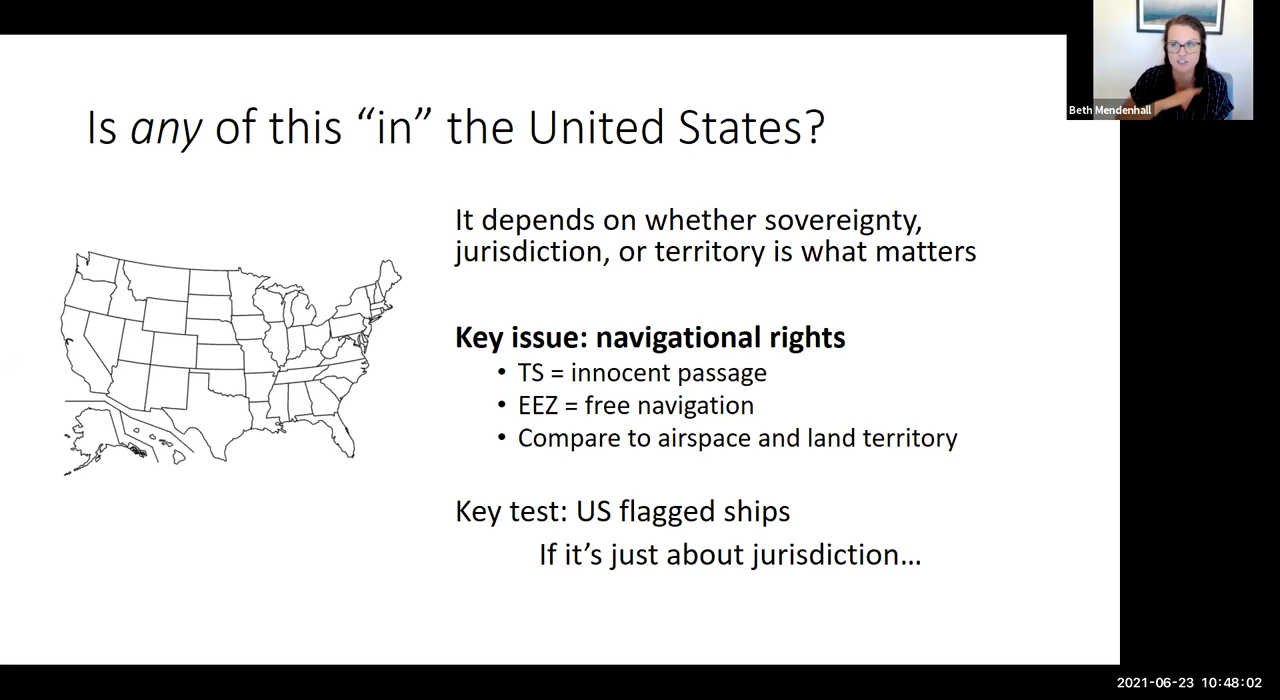 Beth Mendenhall
Is any of this “in” the United States?
It depends on whether sovereignty,
jurisdiction, or territory is what matters
Key issue: navigational rights
• TS = innocent passage
• EEZ = free navigation
• Compare to airspace and land territory
Key test: US flagged ships
If it’s just about jurisdiction...
2021-06-23 10:48:02